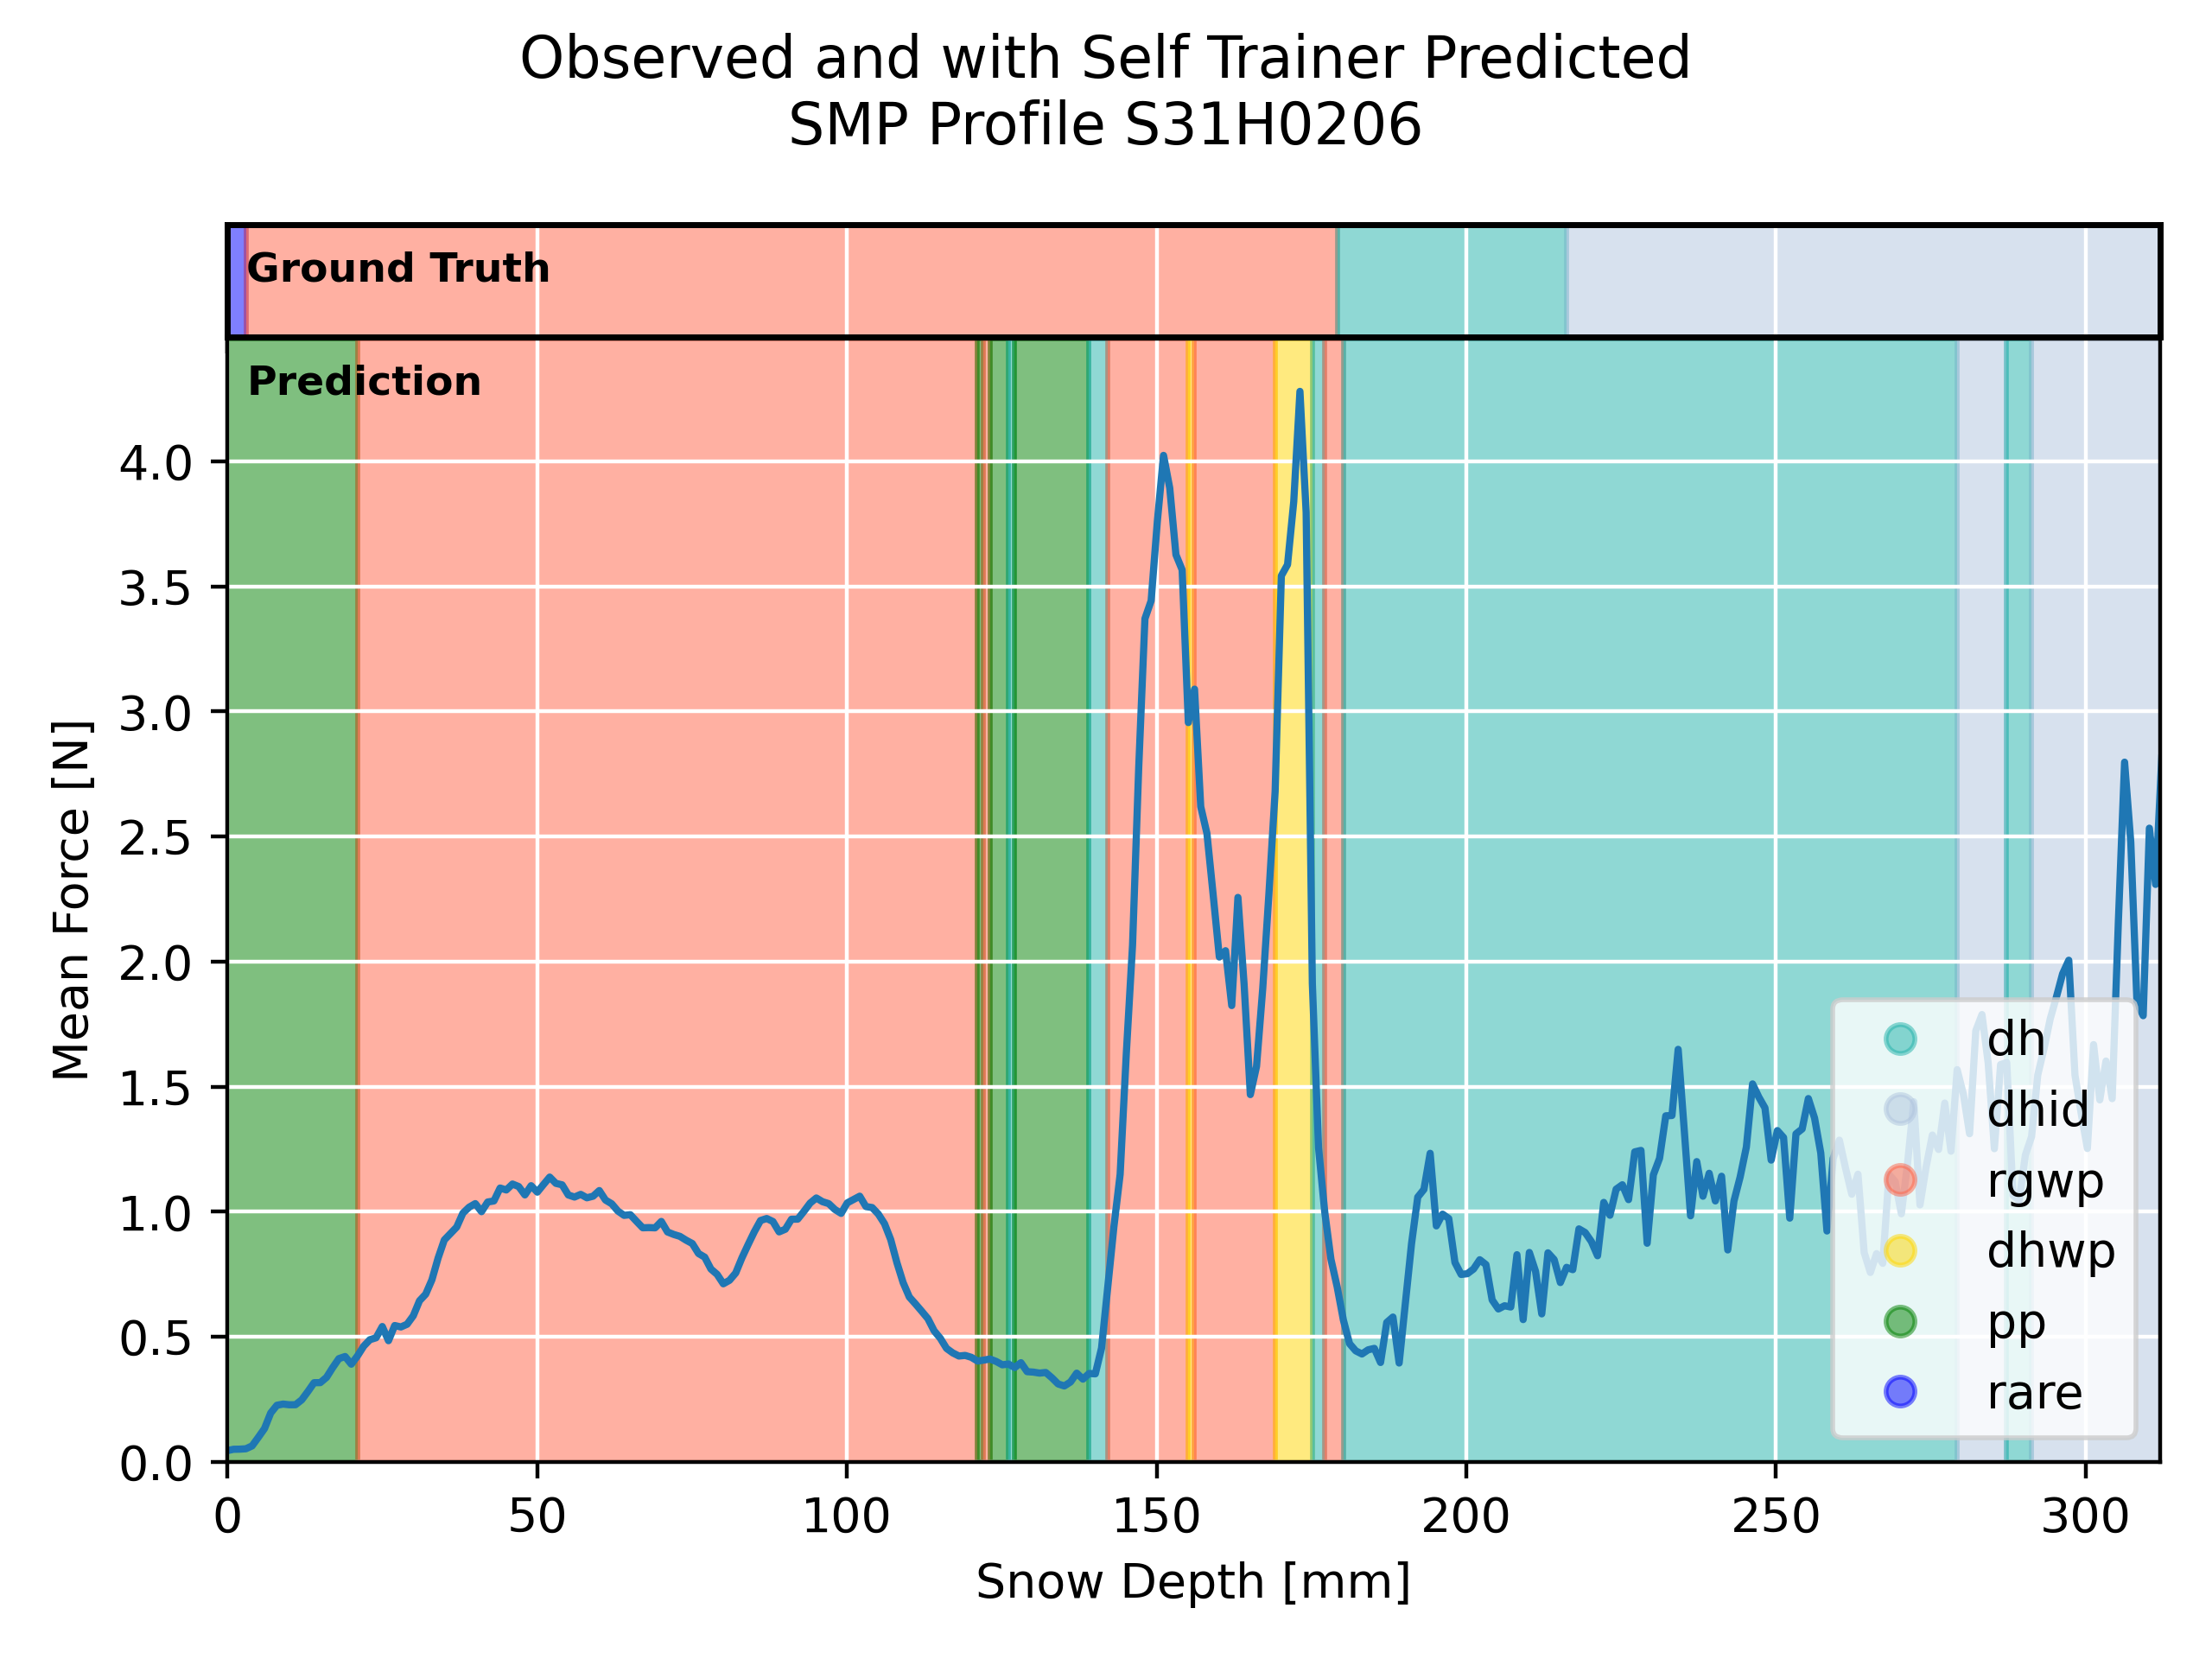 Observed and with Self Trainer Predicted
SMP Profile S31H0206
Ground Truth
Prediction
4.0
3.5
3.0
2.5
2.0
1.5
1.0
0.5
0.0
Mean Force [N]
dh
dhid
rgwp
dhwp
pp
rare
0 50 100 150 200 250 300
Snow Depth [mm]